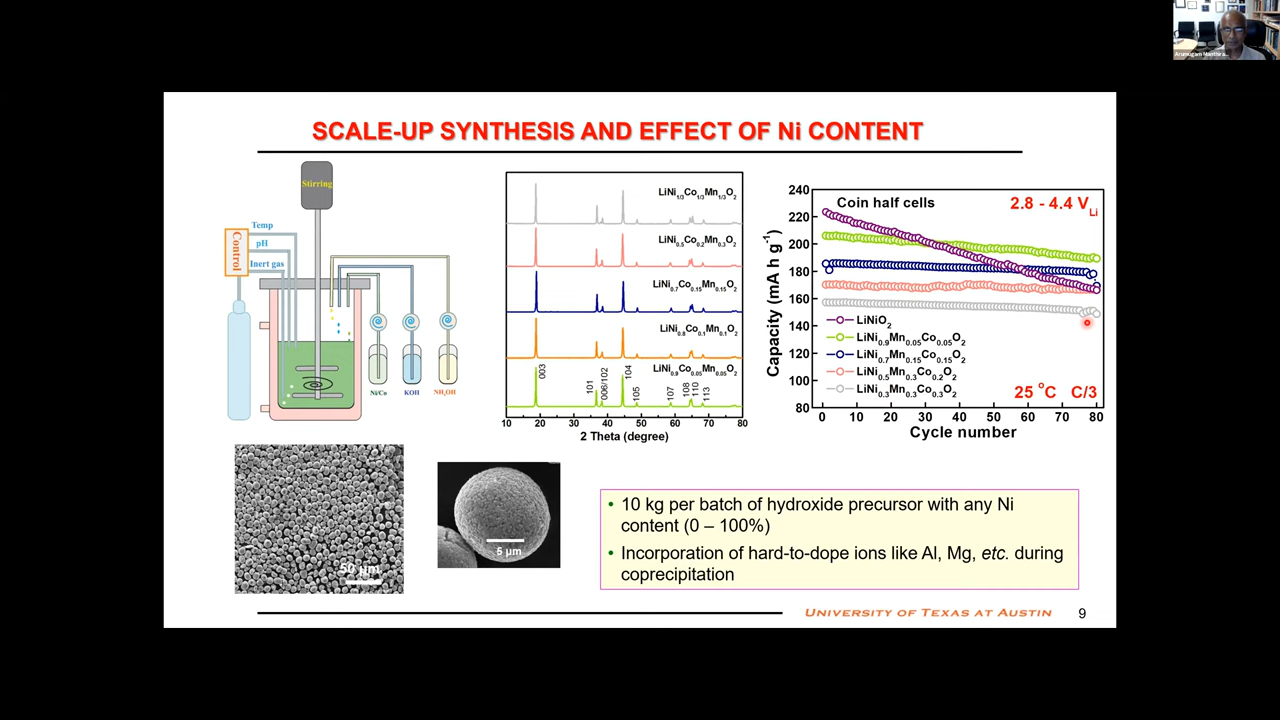 Arumugam Manthira...
SCALE-UP SYNTHESIS AND EFFECT OF Ni CONTENT
Stirring
Temp
pH
Inert gas
Control
Ni/Co
KOH
NH₃OH
LiNi1/3Co1/3Mn1/3O2
LiNi0.5Co0.2Mn0.3O2
LiNi0.7Co0.15Mn0.15O2
LiNi0.8Co0.1Mn0.1O2
LiNi0.9Co0.05Mn0.05O2
003
101
006/102
104
105
107
108
110
113
10 20 30 40 50 60 70 80
2 Theta (degree)
Capacity (mA h g-1)
240
220
200
180
160
140
120
100
80
Coin half cells
2.8 - 4.4 VLi
LiNiO2
LiNi0.9Mn0.05Co0.05O2
LiNi0.7Mn0.15Co0.15O2
LiNi0.5Mn0.3Co0.2O2
LiNi0.3Mn0.3Co0.3O2
25 °C C/3
0 10 20 30 40 50 60 70 80
Cycle number
50 µm
5 µm
• 10 kg per batch of hydroxide precursor with any Ni
content (0 – 100%)
• Incorporation of hard-to-dope ions like Al, Mg, etc. during
coprecipitation
UNIVERSITY OF TEXAS AT AUSTIN
9